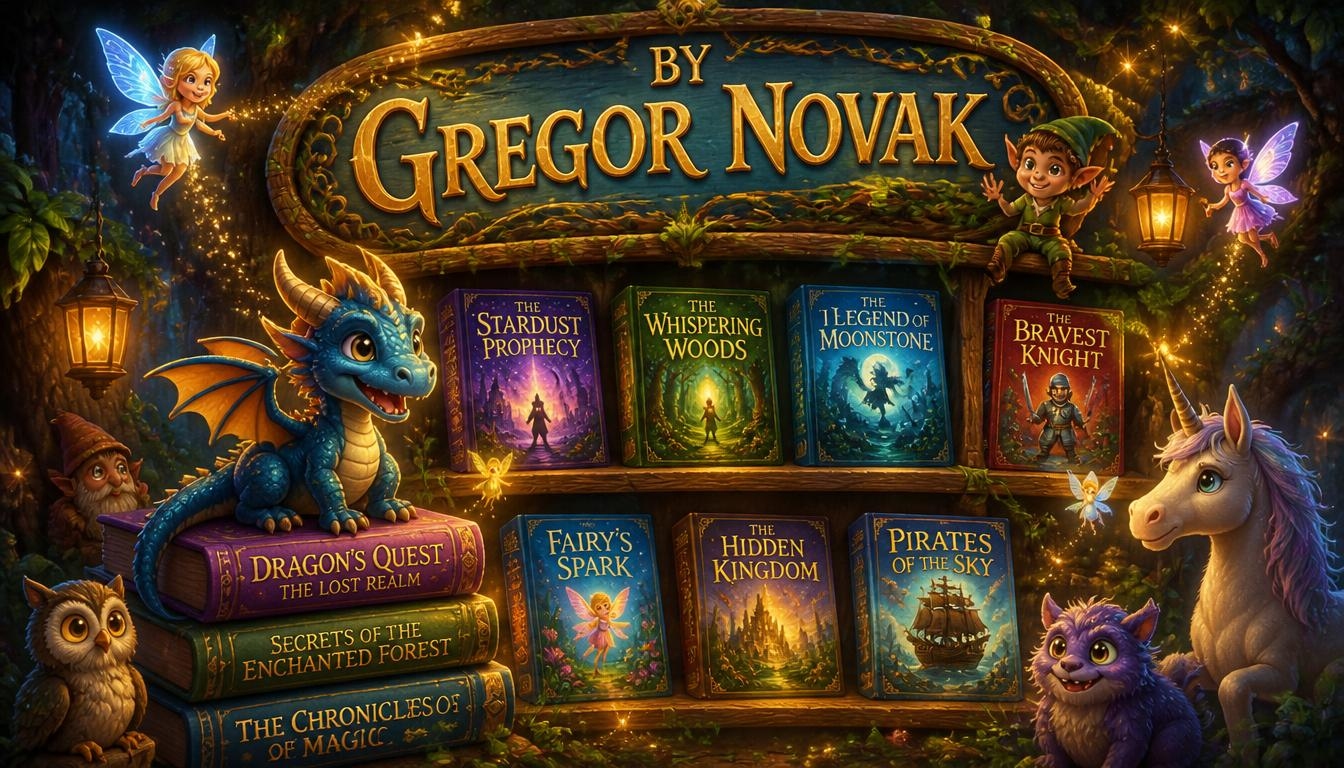 BY
GREGOR NOVAK
THE
STARDUST
PROPHECY
THE
WHISPERING
WOODS
THE
LEGEND OF
MOONSTONE
THE
BRAVEST
KNIGHT
FAIRY'S
SPARK
THE
HIDDEN
KINGDOM
PIRATES
OF THE SKY
DRAGON'S QUEST
THE LOST REALM
SECRETS OF THE
ENCHANTED FOREST
THE CHRONICLES OF
OF MAGIC